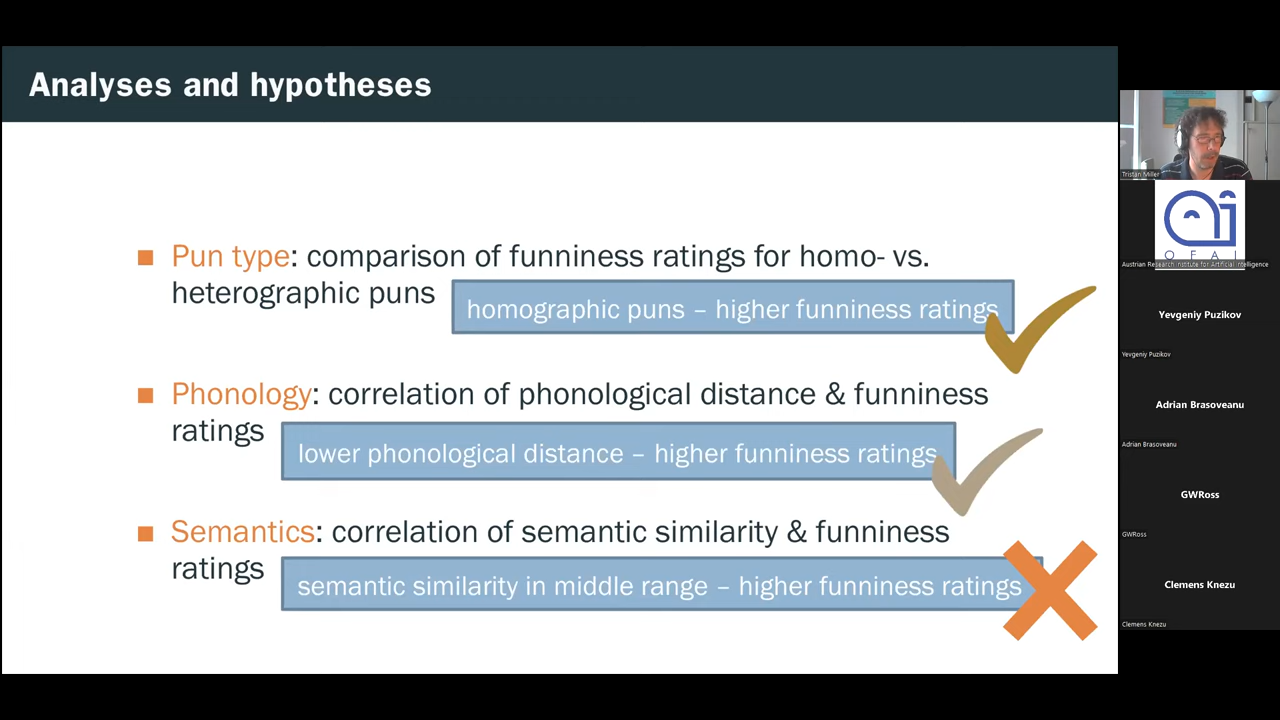 Analyses and hypotheses
■ Pun type: comparison of funniness ratings for homo- vs.
heterographic puns
homographic puns – higher funniness ratings
■ Phonology: correlation of phonological distance & funniness
ratings
lower phonological distance – higher funniness ratings
■ Semantics: correlation of semantic similarity & funniness
ratings
semantic similarity in middle range – higher funniness ratings
Tristan Miller
OFAI
Austrian Research Institute for Artificial Intelligence
Yevgeniy Puzikov
Yevgeniy Puzikov
Adrian Brasoveanu
Adrian Brasoveanu
GWRoss
GWRoss
Clemens Knezu
Clemens Knezu